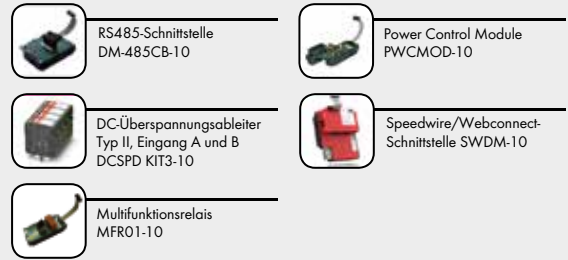 RS485-Schnittstelle
DM-485CB-10
Power Control Module
PWCMOD-10
DC-Überspannungsableiter
Typ II, Eingang A und B
DCSPD KIT3-10
Speedwire/Webconnect-
Schnittstelle SWDM-10
Multifunktionsrelais
MFR01-10